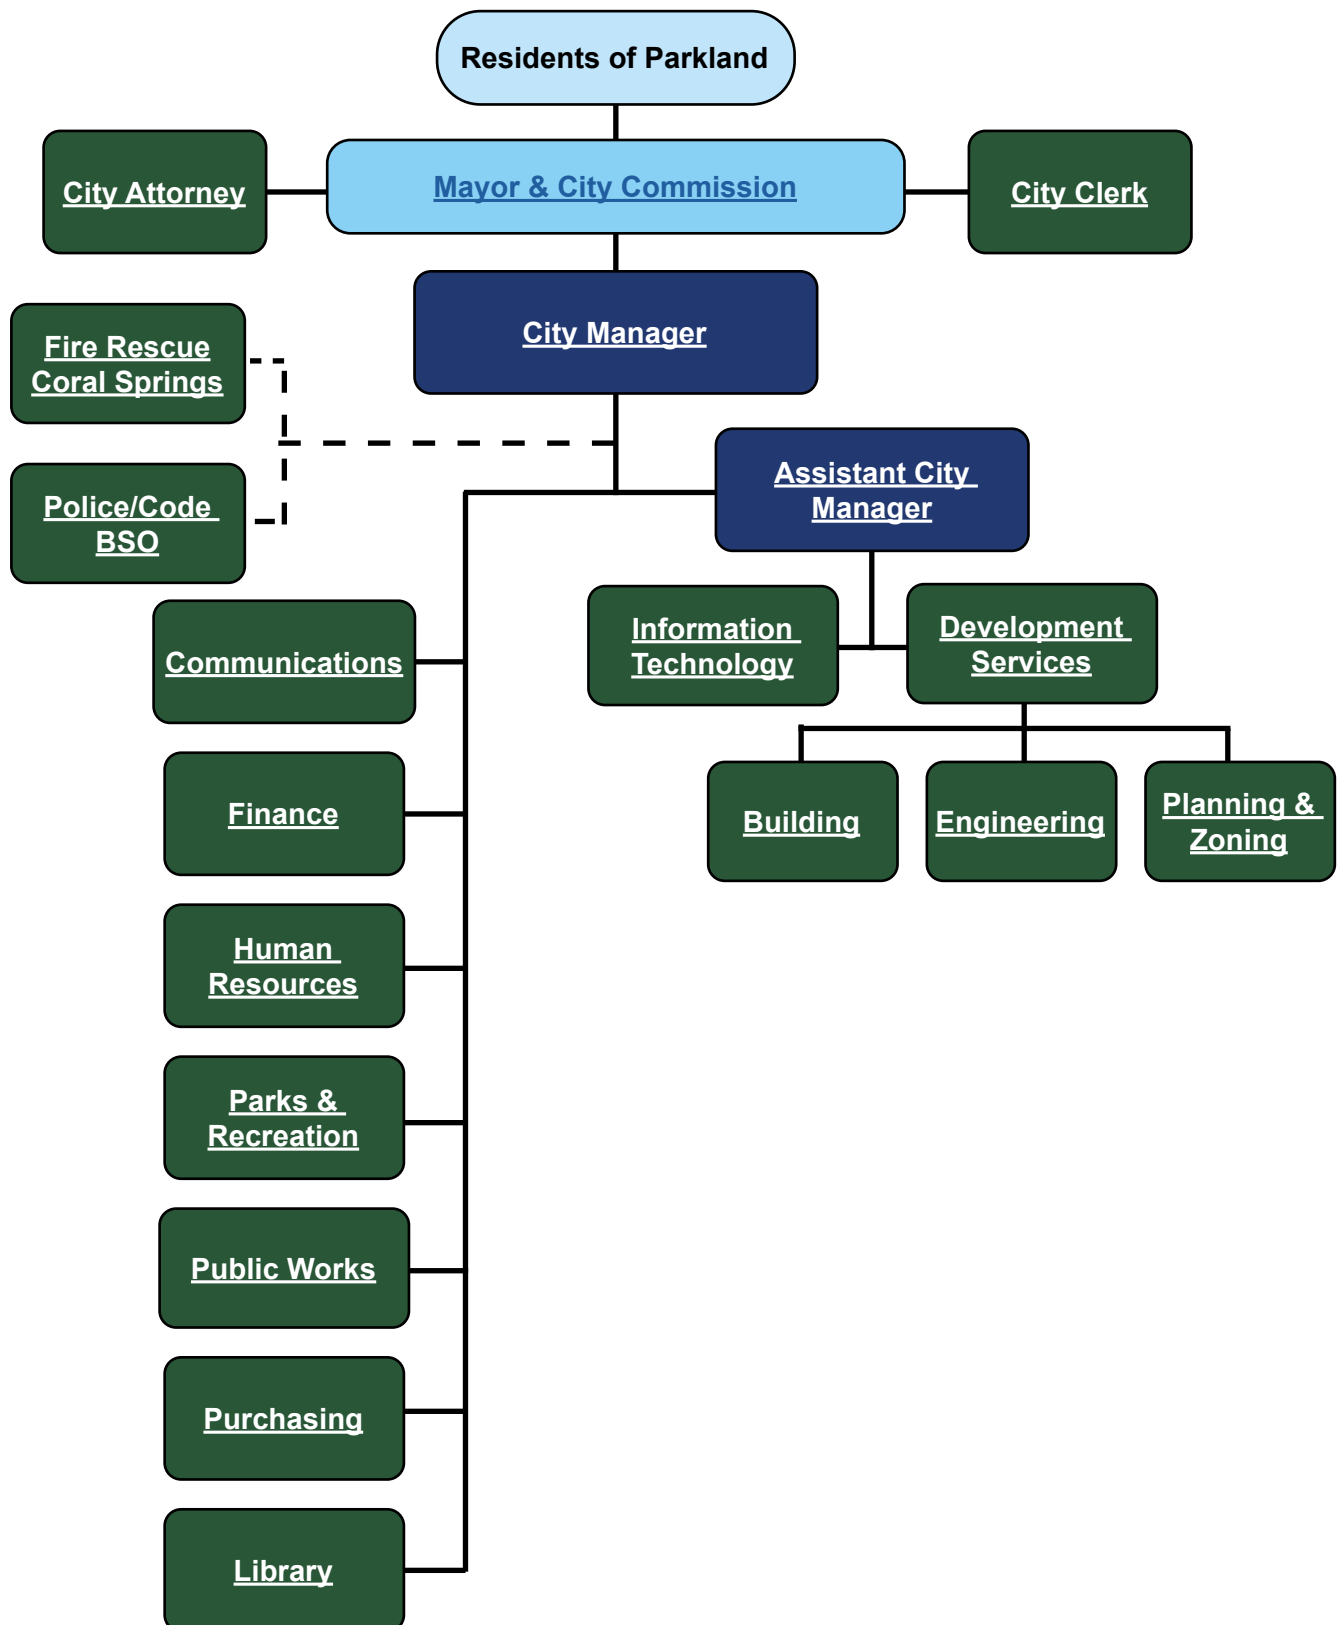 Residents of Parkland
City Attorney
Mayor & City Commission
City Clerk
City Manager
Fire Rescue
Coral Springs
Police/Code
BSO
Assistant City
Manager
Information
Technology
Development
Services
Building
Engineering
Planning &
Zoning
Communications
Finance
Human
Resources
Parks &
Recreation
Public Works
Purchasing
Library